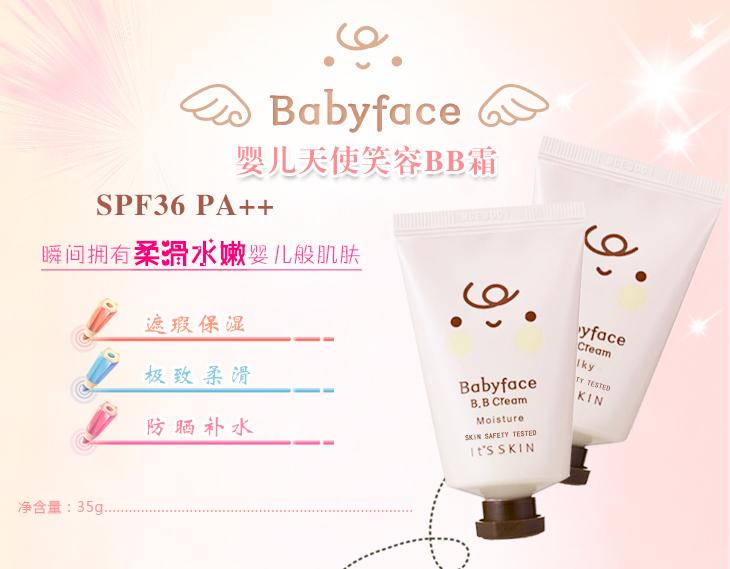 Babyface
婴儿天使笑容BB霜
SPF36 PA++
瞬间拥有柔滑水嫩婴儿般肌肤
遮瑕保湿
极致柔滑
防晒补水
净含量：35g
Babyface
B.B Cream
Moisture
SKIN SAFETY TESTED
It'S SKIN
yface
Cream
lky
TY TESTED
KIN